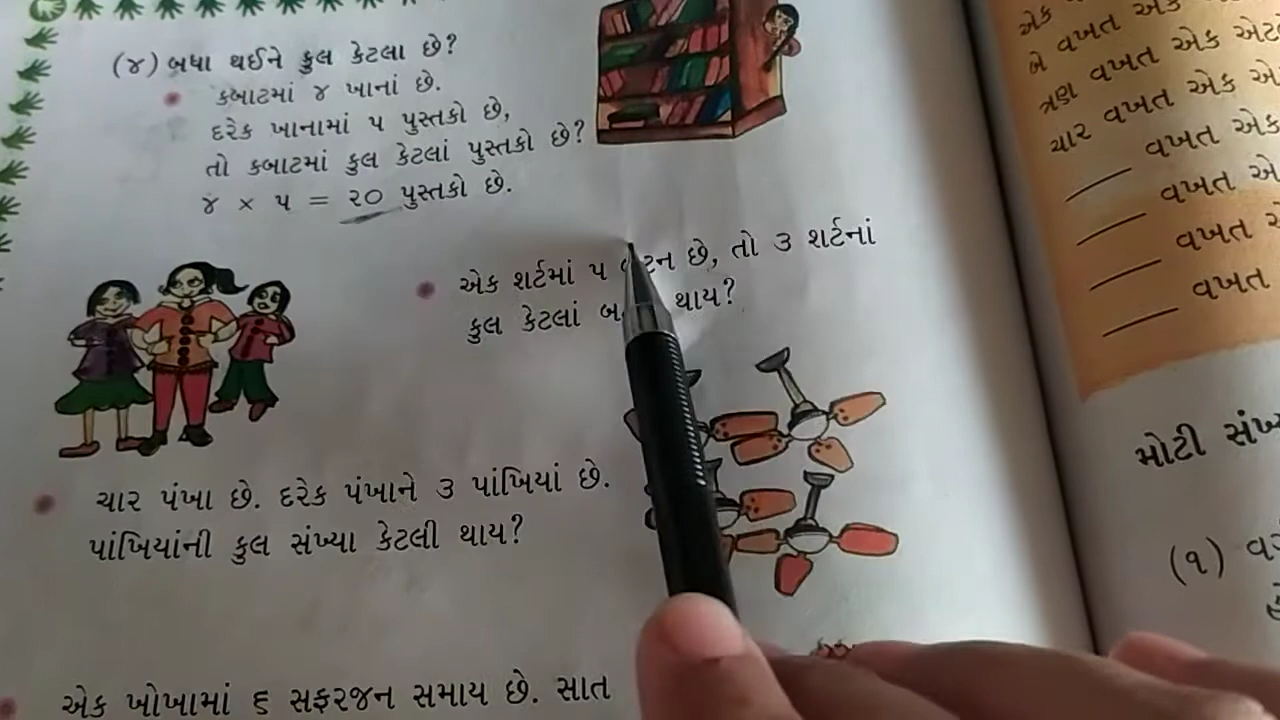 (૪) બધા થઈને કુલ કેટલા છે?
કબાટમાં ૪ ખાનાં છે.
દરેક ખાનામાં ૫ પુસ્તકો છે,
તો કબાટમાં કુલ કેટલાં પુસ્તકો છે?
૪ × ૫ = ૨૦ પુસ્તકો છે.
એક શર્ટમાં ૫ છે, તો ૩ શર્ટનાં
કુલ કેટલાં થાય?
ચાર પંખા છે. દરેક પંખાને ૩ પાંખિયાં છે.
પાંખિયાંની કુલ સંખ્યા કેટલી થાય?
એક ખોખામાં ૬ સફરજન સમાય છે. સાત
એક
બે વખત એક
ત્રણ વખત એક
ચાર વખત એક
વખત એક
વખત
વખત
વખત
મોટી
(૧)